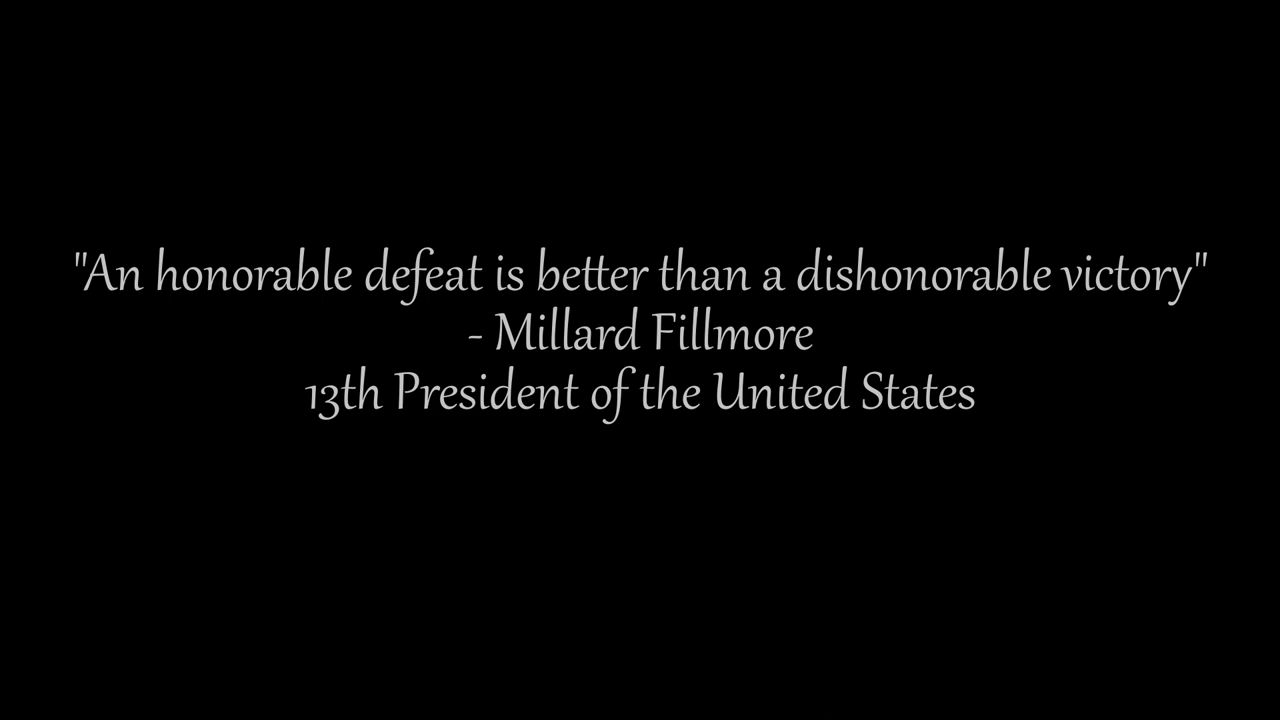 "An honorable defeat is better than a dishonorable victory"
- Millard Fillmore
13th President of the United States